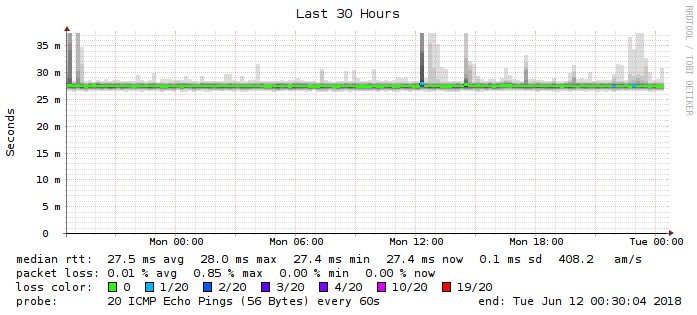 Last 30 Hours
RRDTOOL / TOBI OETIKER
Seconds
35 m
30 m
25 m
20 m
15 m
10 m
5 m
0
Mon 00:00 Mon 06:00 Mon 12:00 Mon 18:00 Tue 00:00
median rtt: 27.5 ms avg 28.0 ms max 27.4 ms min 27.4 ms now 0.1 ms sd 408.2 am/s
packet loss: 0.01 % avg 0.85 % max 0.00 % min 0.00 % now
loss color: 0 1/20 2/20 3/20 4/20 10/20 19/20
probe: 20 ICMP Echo Pings (56 Bytes) every 60s end: Tue Jun 12 00:30:04 2018